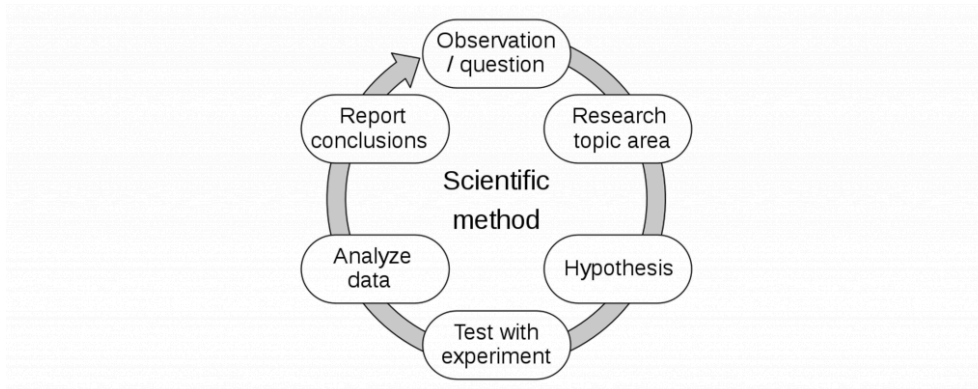 Observation
/ question
Research
topic area
Hypothesis
Test with
experiment
Analyze
data
Report
conclusions
Scientific
method